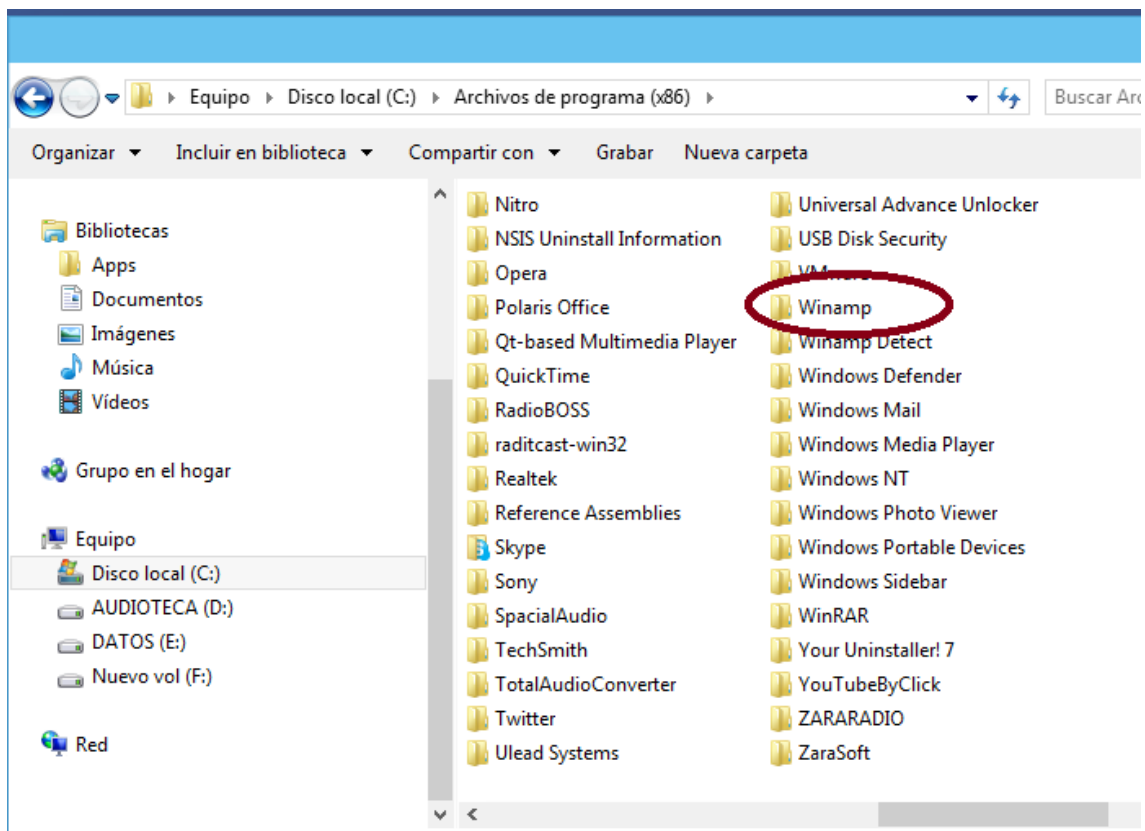 Equipo Disco local (C:) Archivos de programa (x86)
Buscar Arc
Organizar Incluir en biblioteca Compartir con Grabar Nueva carpeta
Bibliotecas
Apps
Documentos
Imágenes
Música
Vídeos
Grupo en el hogar
Equipo
Disco local (C:)
AUDIOTECA (D:)
DATOS (E:)
Nuevo vol (F:)
Red
Nitro
NSIS Uninstall Information
Opera
Polaris Office
Qt-based Multimedia Player
QuickTime
RadioBOSS
raditcast-win32
Realtek
Reference Assemblies
Skype
Sony
SpacialAudio
TechSmith
TotalAudioConverter
Twitter
Ulead Systems
Universal Advance Unlocker
USB Disk Security
Winamp
Winamp Detect
Windows Defender
Windows Mail
Windows Media Player
Windows NT
Windows Photo Viewer
Windows Portable Devices
Windows Sidebar
WinRAR
Your Uninstaller! 7
YouTubeByClick
ZARARADIO
ZaraSoft